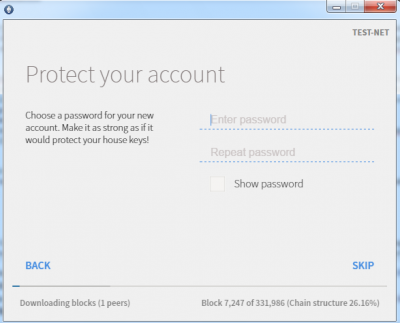 TEST-NET
Protect your account
Choose a password for your new
account. Make it as strong as if it
would protect your house keys!
Enter password
Repeat password
Show password
BACK
SKIP
Downloading blocks (1 peers)
Block 7,247 of 331,986 (Chain structure 26.16%)